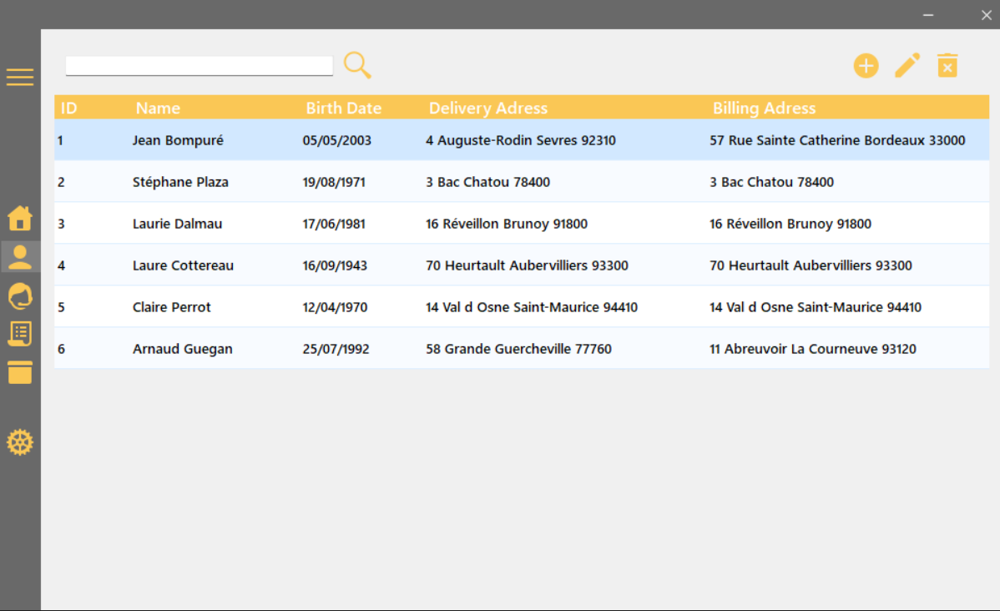 ID Name Birth Date Delivery Adress Billing Adress
1 Jean Bompuré 05/05/2003 4 Auguste-Rodin Sevres 92310 57 Rue Sainte Catherine Bordeaux 33000
2 Stéphane Plaza 19/08/1971 3 Bac Chatou 78400 3 Bac Chatou 78400
3 Laurie Dalmau 17/06/1981 16 Réveillon Brunoy 91800 16 Réveillon Brunoy 91800
4 Laure Cottereau 16/09/1943 70 Heurtault Aubervilliers 93300 70 Heurtault Aubervilliers 93300
5 Claire Perrot 12/04/1970 14 Val d Osne Saint-Maurice 94410 14 Val d Osne Saint-Maurice 94410
6 Arnaud Guegan 25/07/1992 58 Grande Guercheville 77760 11 Abreuvoir La Courneuve 93120